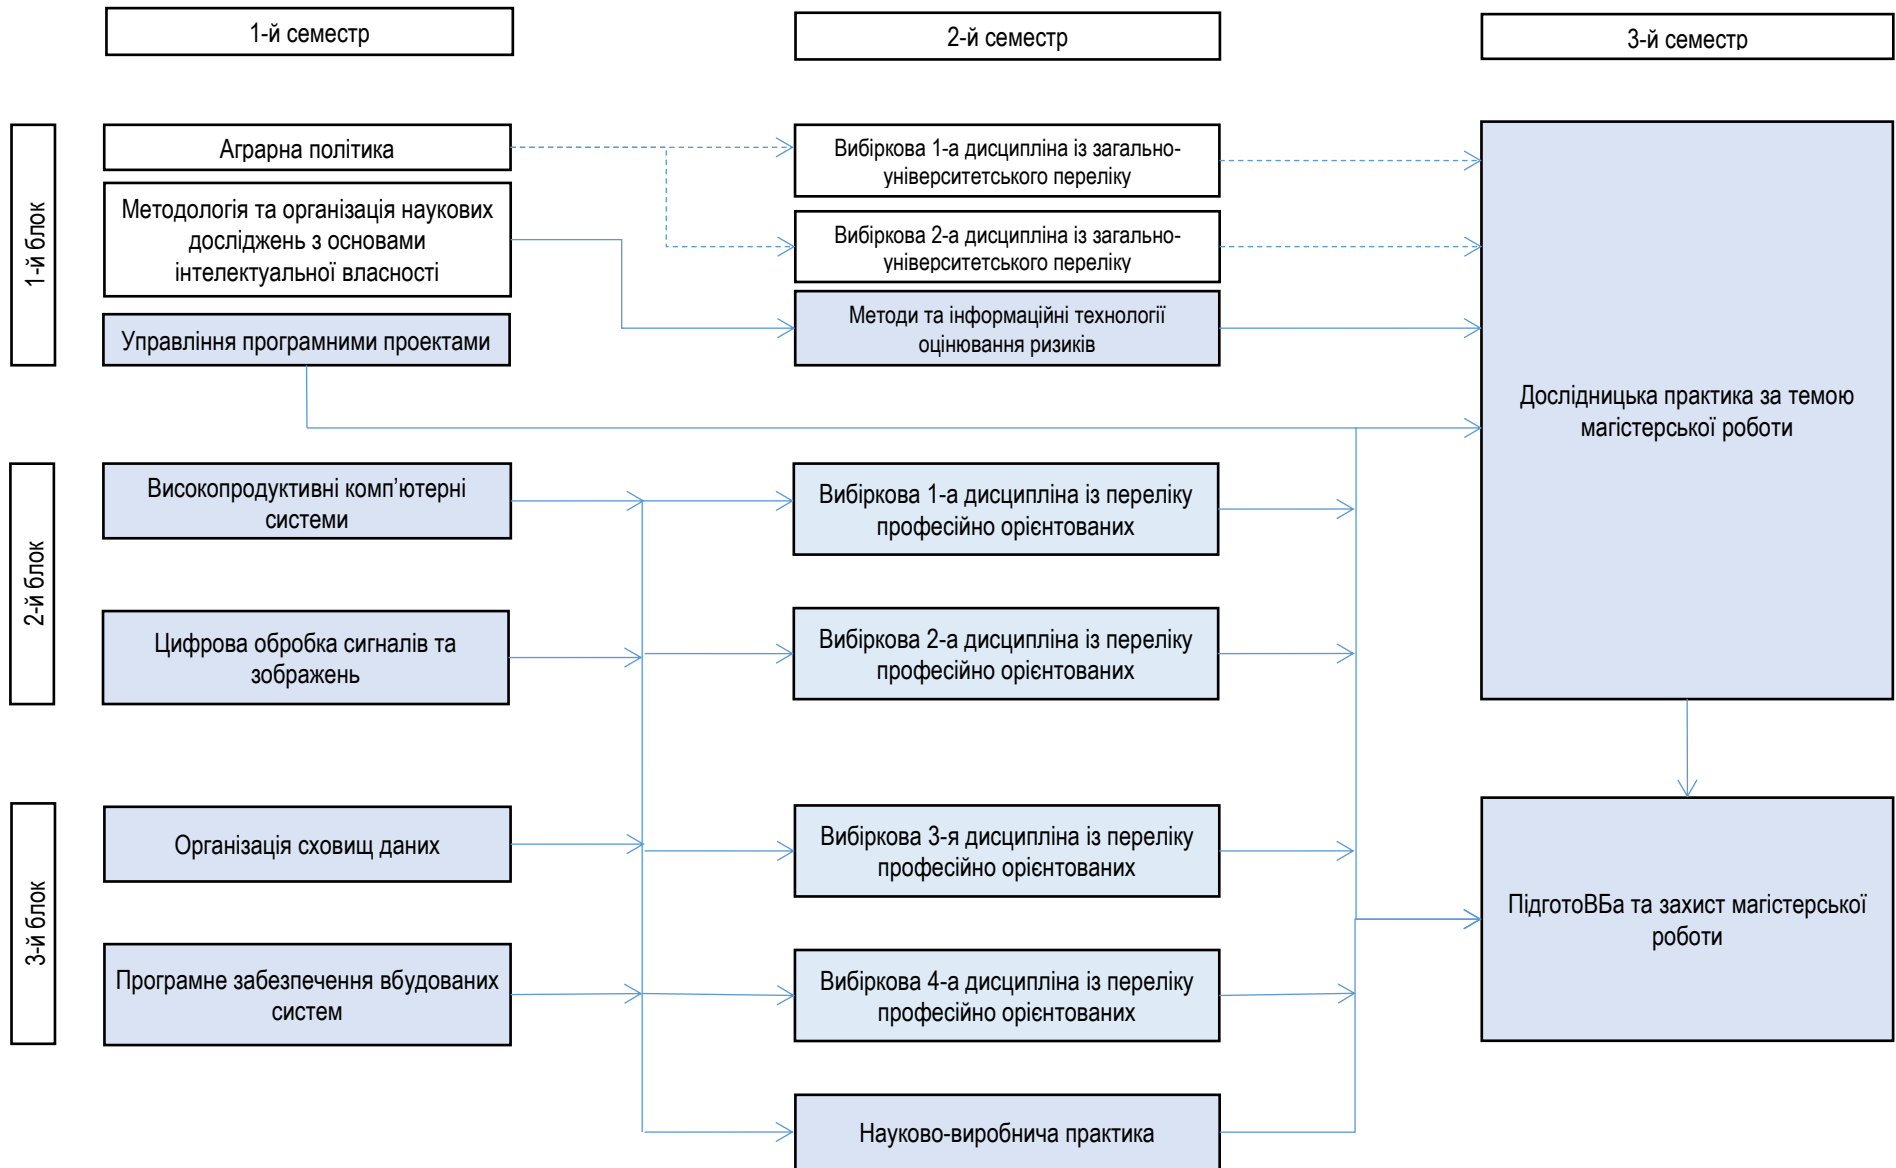 1-й семестр
2-й семестр
3-й семестр
1-й блок
Аграрна політика
Вибіркова 1-а дисципліна із загально-
університетського переліку
Методологія та організація наукових
досліджень з основами
інтелектуальної власності
Вибіркова 2-а дисципліна із загально-
університетського переліку
Управління програмними проектами
Методи та інформаційні технології
оцінювання ризиків
Дослідницька практика за темою
магістерської роботи
2-й блок
Високопродуктивні комп’ютерні
системи
Вибіркова 1-а дисципліна із переліку
професійно орієнтованих
Цифрова обробка сигналів та
зображень
Вибіркова 2-а дисципліна із переліку
професійно орієнтованих
3-й блок
Організація сховищ даних
Вибіркова 3-я дисципліна із переліку
професійно орієнтованих
ПідготоВБа та захист магістерської
роботи
Програмне забезпечення вбудованих
систем
Вибіркова 4-а дисципліна із переліку
професійно орієнтованих
Науково-виробнича практика